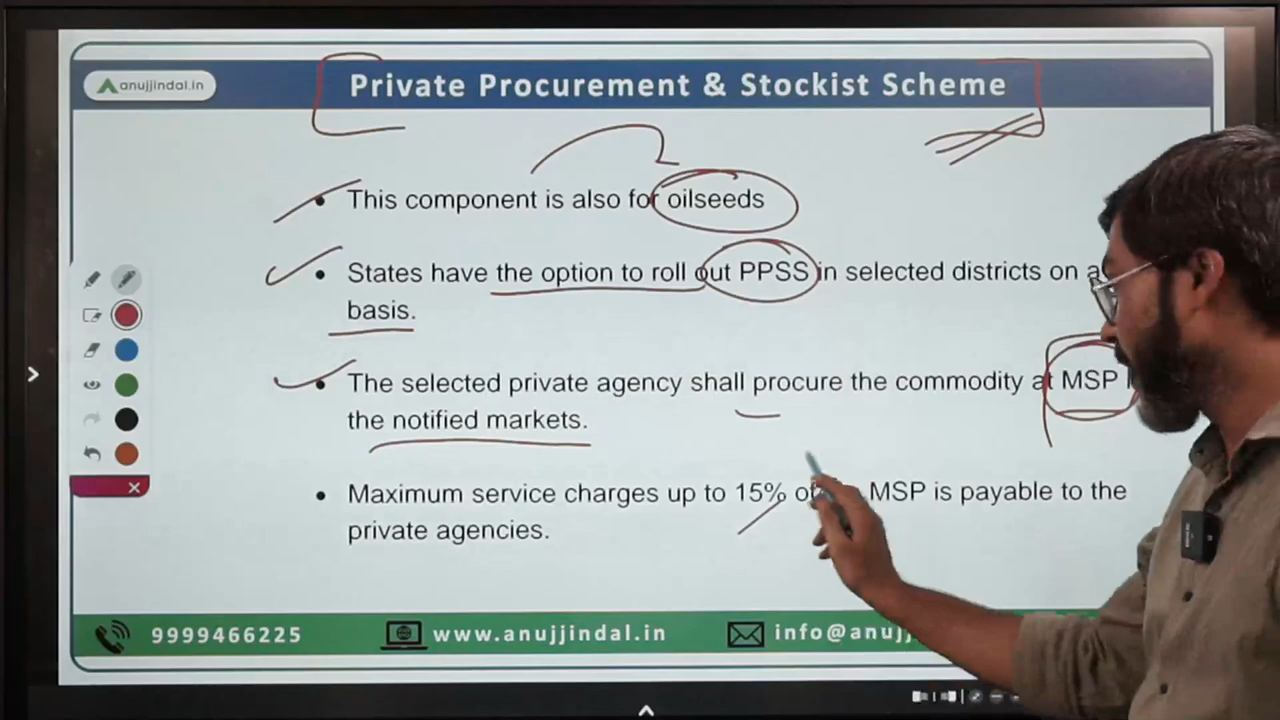 anujjindal.in
Private Procurement & Stockist Scheme
• This component is also for oilseeds
• States have the option to roll out PPSS in selected districts on a
basis.
• The selected private agency shall procure the commodity at MSP
the notified markets.
• Maximum service charges up to 15% of MSP is payable to the
private agencies.
9999466225
www.anujjindal.in
info@anujj